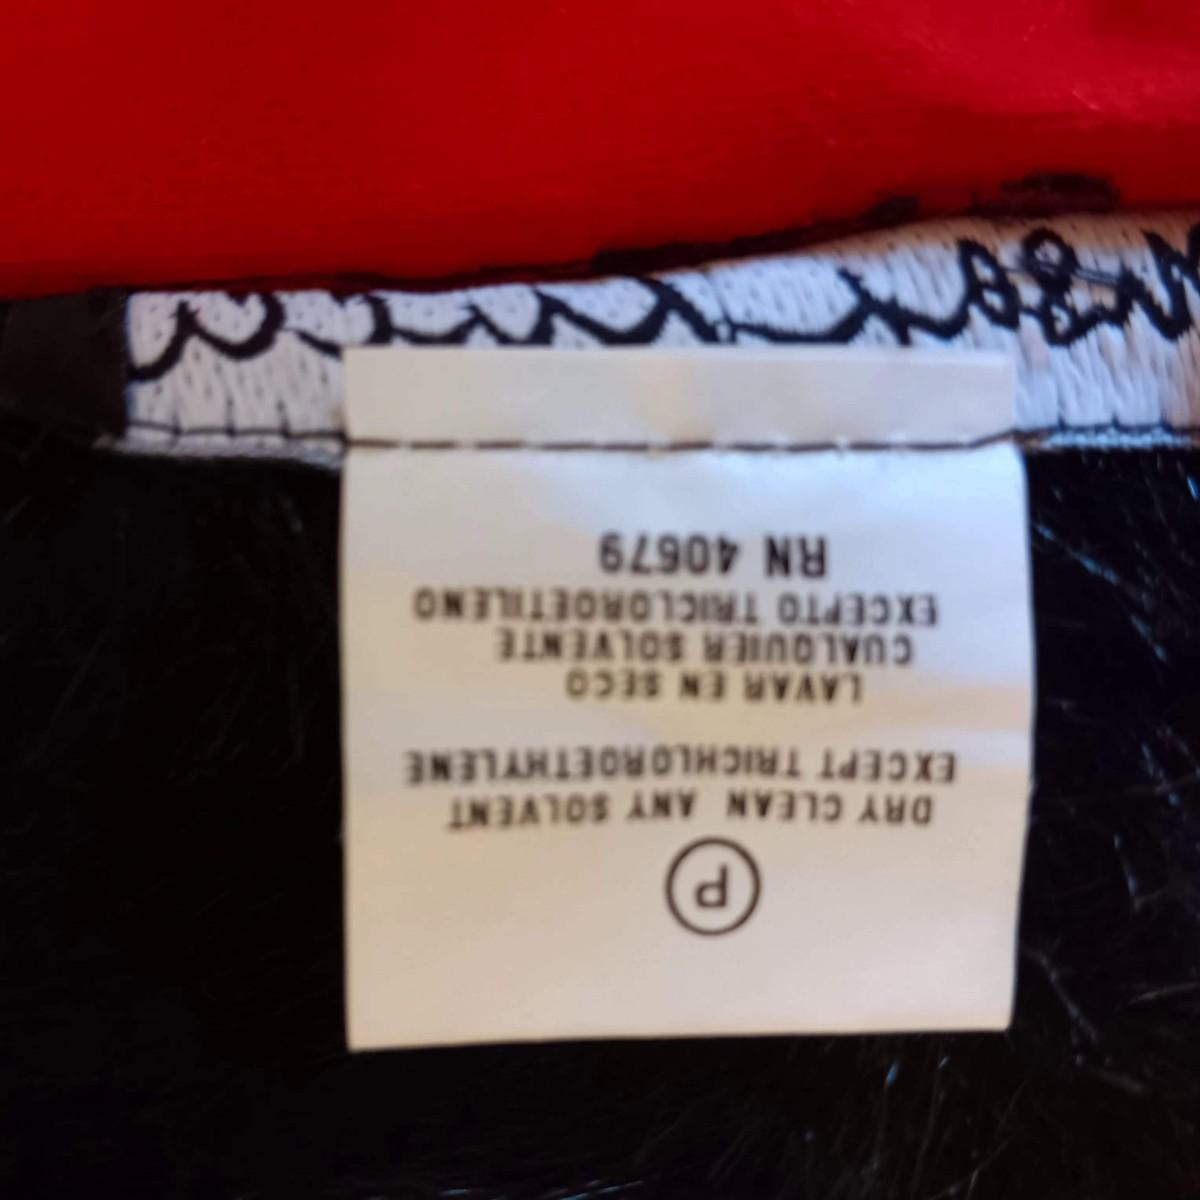 P
DRY CLEAN ANY SOLVENT
EXCEPT TRICHLOROETHYLENE
LAVAR EN SECO
CUALQUIER SOLVENTE
EXCEPTO TRICLOROETILENO
RN 40679